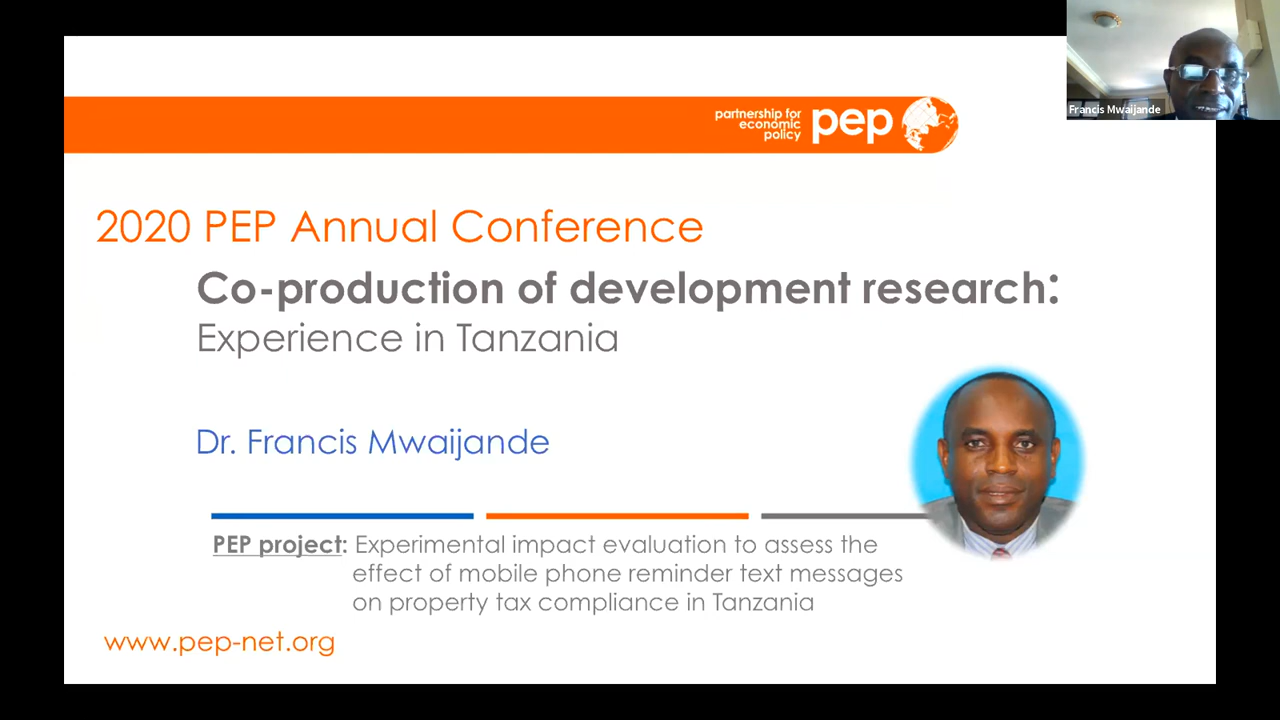 partnership for
economic
policy
pep
Francis Mwaijande
2020 PEP Annual Conference
Co-production of development research:
Experience in Tanzania
Dr. Francis Mwaijande
PEP project: Experimental impact evaluation to assess the
effect of mobile phone reminder text messages
on property tax compliance in Tanzania
www.pep-net.org